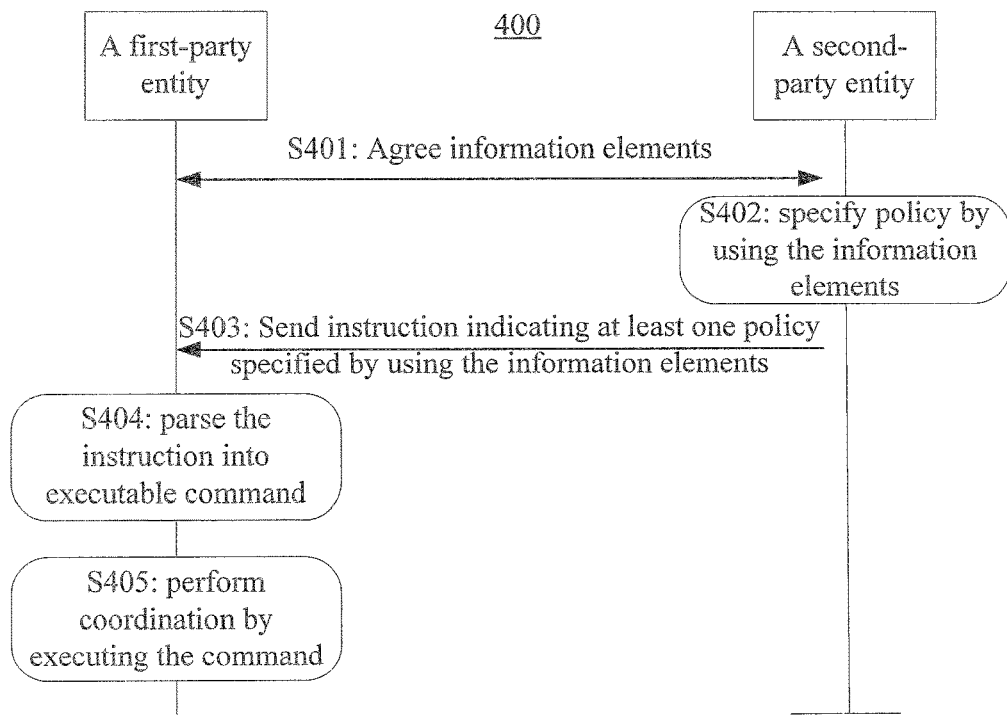 400
A first-party
entity
A second-
party entity
S401: Agree information elements
S402: specify policy by
using the information
elements
S403: Send instruction indicating at least one policy
specified by using the information elements
S404: parse the
instruction into
executable command
S405: perform
coordination by
executing the command